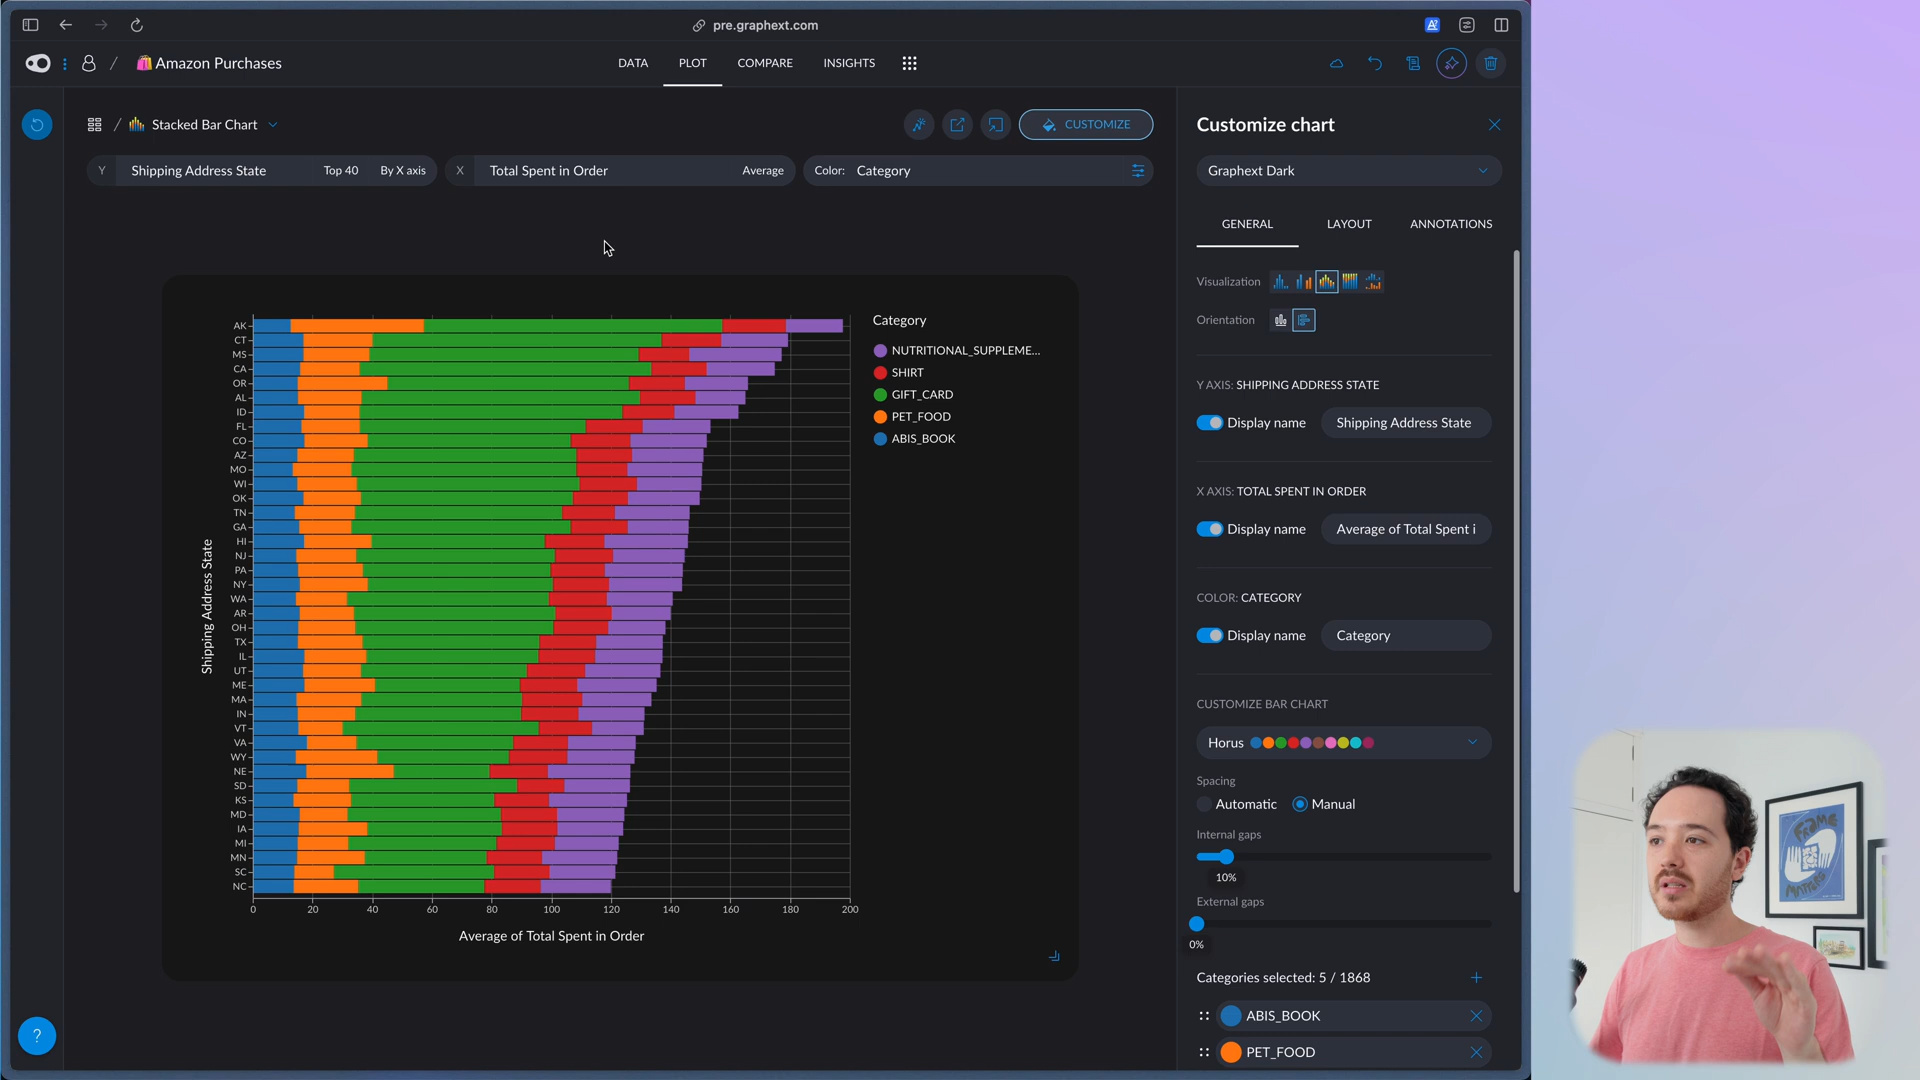 pre.graphext.com
/ Amazon Purchases
DATA
PLOT
COMPARE
INSIGHTS
/ Stacked Bar Chart
CUSTOMIZE
Y Shipping Address State Top 40 By X axis
X Total Spent in Order Average
Color: Category
Category
NUTRITIONAL_SUPPLEME...
SHIRT
GIFT_CARD
PET_FOOD
ABIS_BOOK
Shipping Address State
AK
CT
MS
CA
OR
AL
ID
FL
CO
AZ
MO
WI
OK
TN
GA
HI
NJ
PA
NY
WA
AR
OH
TX
IL
UT
ME
MA
IN
VT
VA
WY
NE
SD
KS
MD
IA
MI
MN
SC
NC
0 20 40 60 80 100 120 140 160 180 200
Average of Total Spent in Order
?
Customize chart
Graphext Dark
GENERAL
LAYOUT
ANNOTATIONS
Visualization
Orientation
Y AXIS: SHIPPING ADDRESS STATE
Display name Shipping Address State
X AXIS: TOTAL SPENT IN ORDER
Display name Average of Total Spent i
COLOR: CATEGORY
Display name Category
CUSTOMIZE BAR CHART
Horus
Spacing
Automatic Manual
Internal gaps
10%
External gaps
0%
Categories selected: 5 / 1868
ABIS_BOOK
PET_FOOD
FRAME
MATTERS